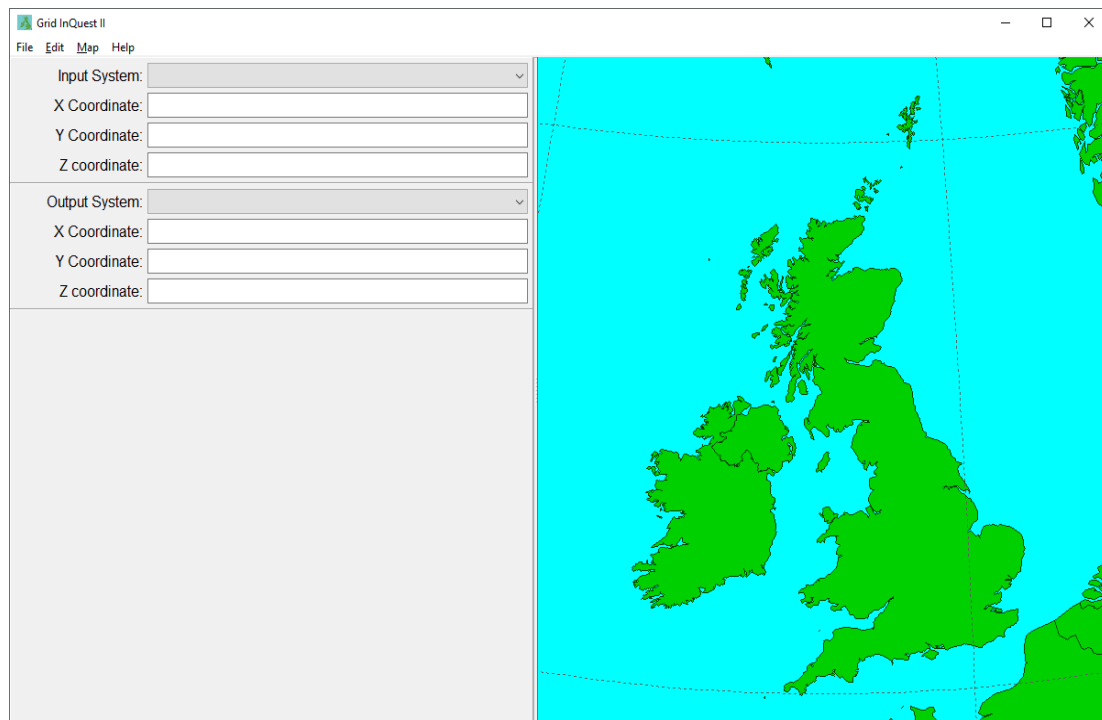 Grid InQuest II
File Edit Map Help
Input System:
X Coordinate:
Y Coordinate:
Z coordinate:
Output System:
X Coordinate:
Y Coordinate:
Z coordinate: